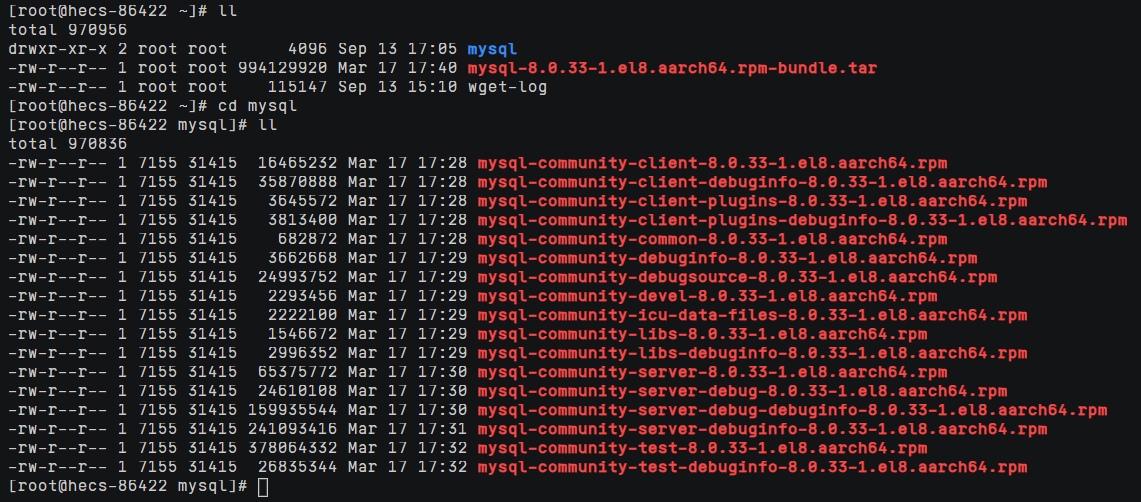 [root@hecs-86422 ~]# ll
total 970956
drwxr-xr-x 2 root root      4096 Sep 13 17:05 mysql
-rw-r--r-- 1 root root 994129920 Mar 17 17:40 mysql-8.0.33-1.el8.aarch64.rpm-bundle.tar
-rw-r--r-- 1 root root    115147 Sep 13 15:10 wget-log
[root@hecs-86422 ~]# cd mysql
[root@hecs-86422 mysql]# ll
total 970836
-rw-r--r-- 1 7155 31415  16465232 Mar 17 17:28 mysql-community-client-8.0.33-1.el8.aarch64.rpm
-rw-r--r-- 1 7155 31415  35870888 Mar 17 17:28 mysql-community-client-debuginfo-8.0.33-1.el8.aarch64.rpm
-rw-r--r-- 1 7155 31415   3645572 Mar 17 17:28 mysql-community-client-plugins-8.0.33-1.el8.aarch64.rpm
-rw-r--r-- 1 7155 31415   3813400 Mar 17 17:28 mysql-community-client-plugins-debuginfo-8.0.33-1.el8.aarch64.rpm
-rw-r--r-- 1 7155 31415    682872 Mar 17 17:28 mysql-community-common-8.0.33-1.el8.aarch64.rpm
-rw-r--r-- 1 7155 31415   3662668 Mar 17 17:29 mysql-community-debuginfo-8.0.33-1.el8.aarch64.rpm
-rw-r--r-- 1 7155 31415  24993752 Mar 17 17:29 mysql-community-debugsource-8.0.33-1.el8.aarch64.rpm
-rw-r--r-- 1 7155 31415   2293456 Mar 17 17:29 mysql-community-devel-8.0.33-1.el8.aarch64.rpm
-rw-r--r-- 1 7155 31415   2222100 Mar 17 17:29 mysql-community-icu-data-files-8.0.33-1.el8.aarch64.rpm
-rw-r--r-- 1 7155 31415   1546672 Mar 17 17:29 mysql-community-libs-8.0.33-1.el8.aarch64.rpm
-rw-r--r-- 1 7155 31415   2996352 Mar 17 17:29 mysql-community-libs-debuginfo-8.0.33-1.el8.aarch64.rpm
-rw-r--r-- 1 7155 31415  65375772 Mar 17 17:30 mysql-community-server-8.0.33-1.el8.aarch64.rpm
-rw-r--r-- 1 7155 31415  24610108 Mar 17 17:30 mysql-community-server-debug-8.0.33-1.el8.aarch64.rpm
-rw-r--r-- 1 7155 31415 159935544 Mar 17 17:30 mysql-community-server-debug-debuginfo-8.0.33-1.el8.aarch64.rpm
-rw-r--r-- 1 7155 31415 241093416 Mar 17 17:31 mysql-community-server-debuginfo-8.0.33-1.el8.aarch64.rpm
-rw-r--r-- 1 7155 31415 378064332 Mar 17 17:32 mysql-community-test-8.0.33-1.el8.aarch64.rpm
-rw-r--r-- 1 7155 31415  26835344 Mar 17 17:32 mysql-community-test-debuginfo-8.0.33-1.el8.aarch64.rpm
[root@hecs-86422 mysql]#